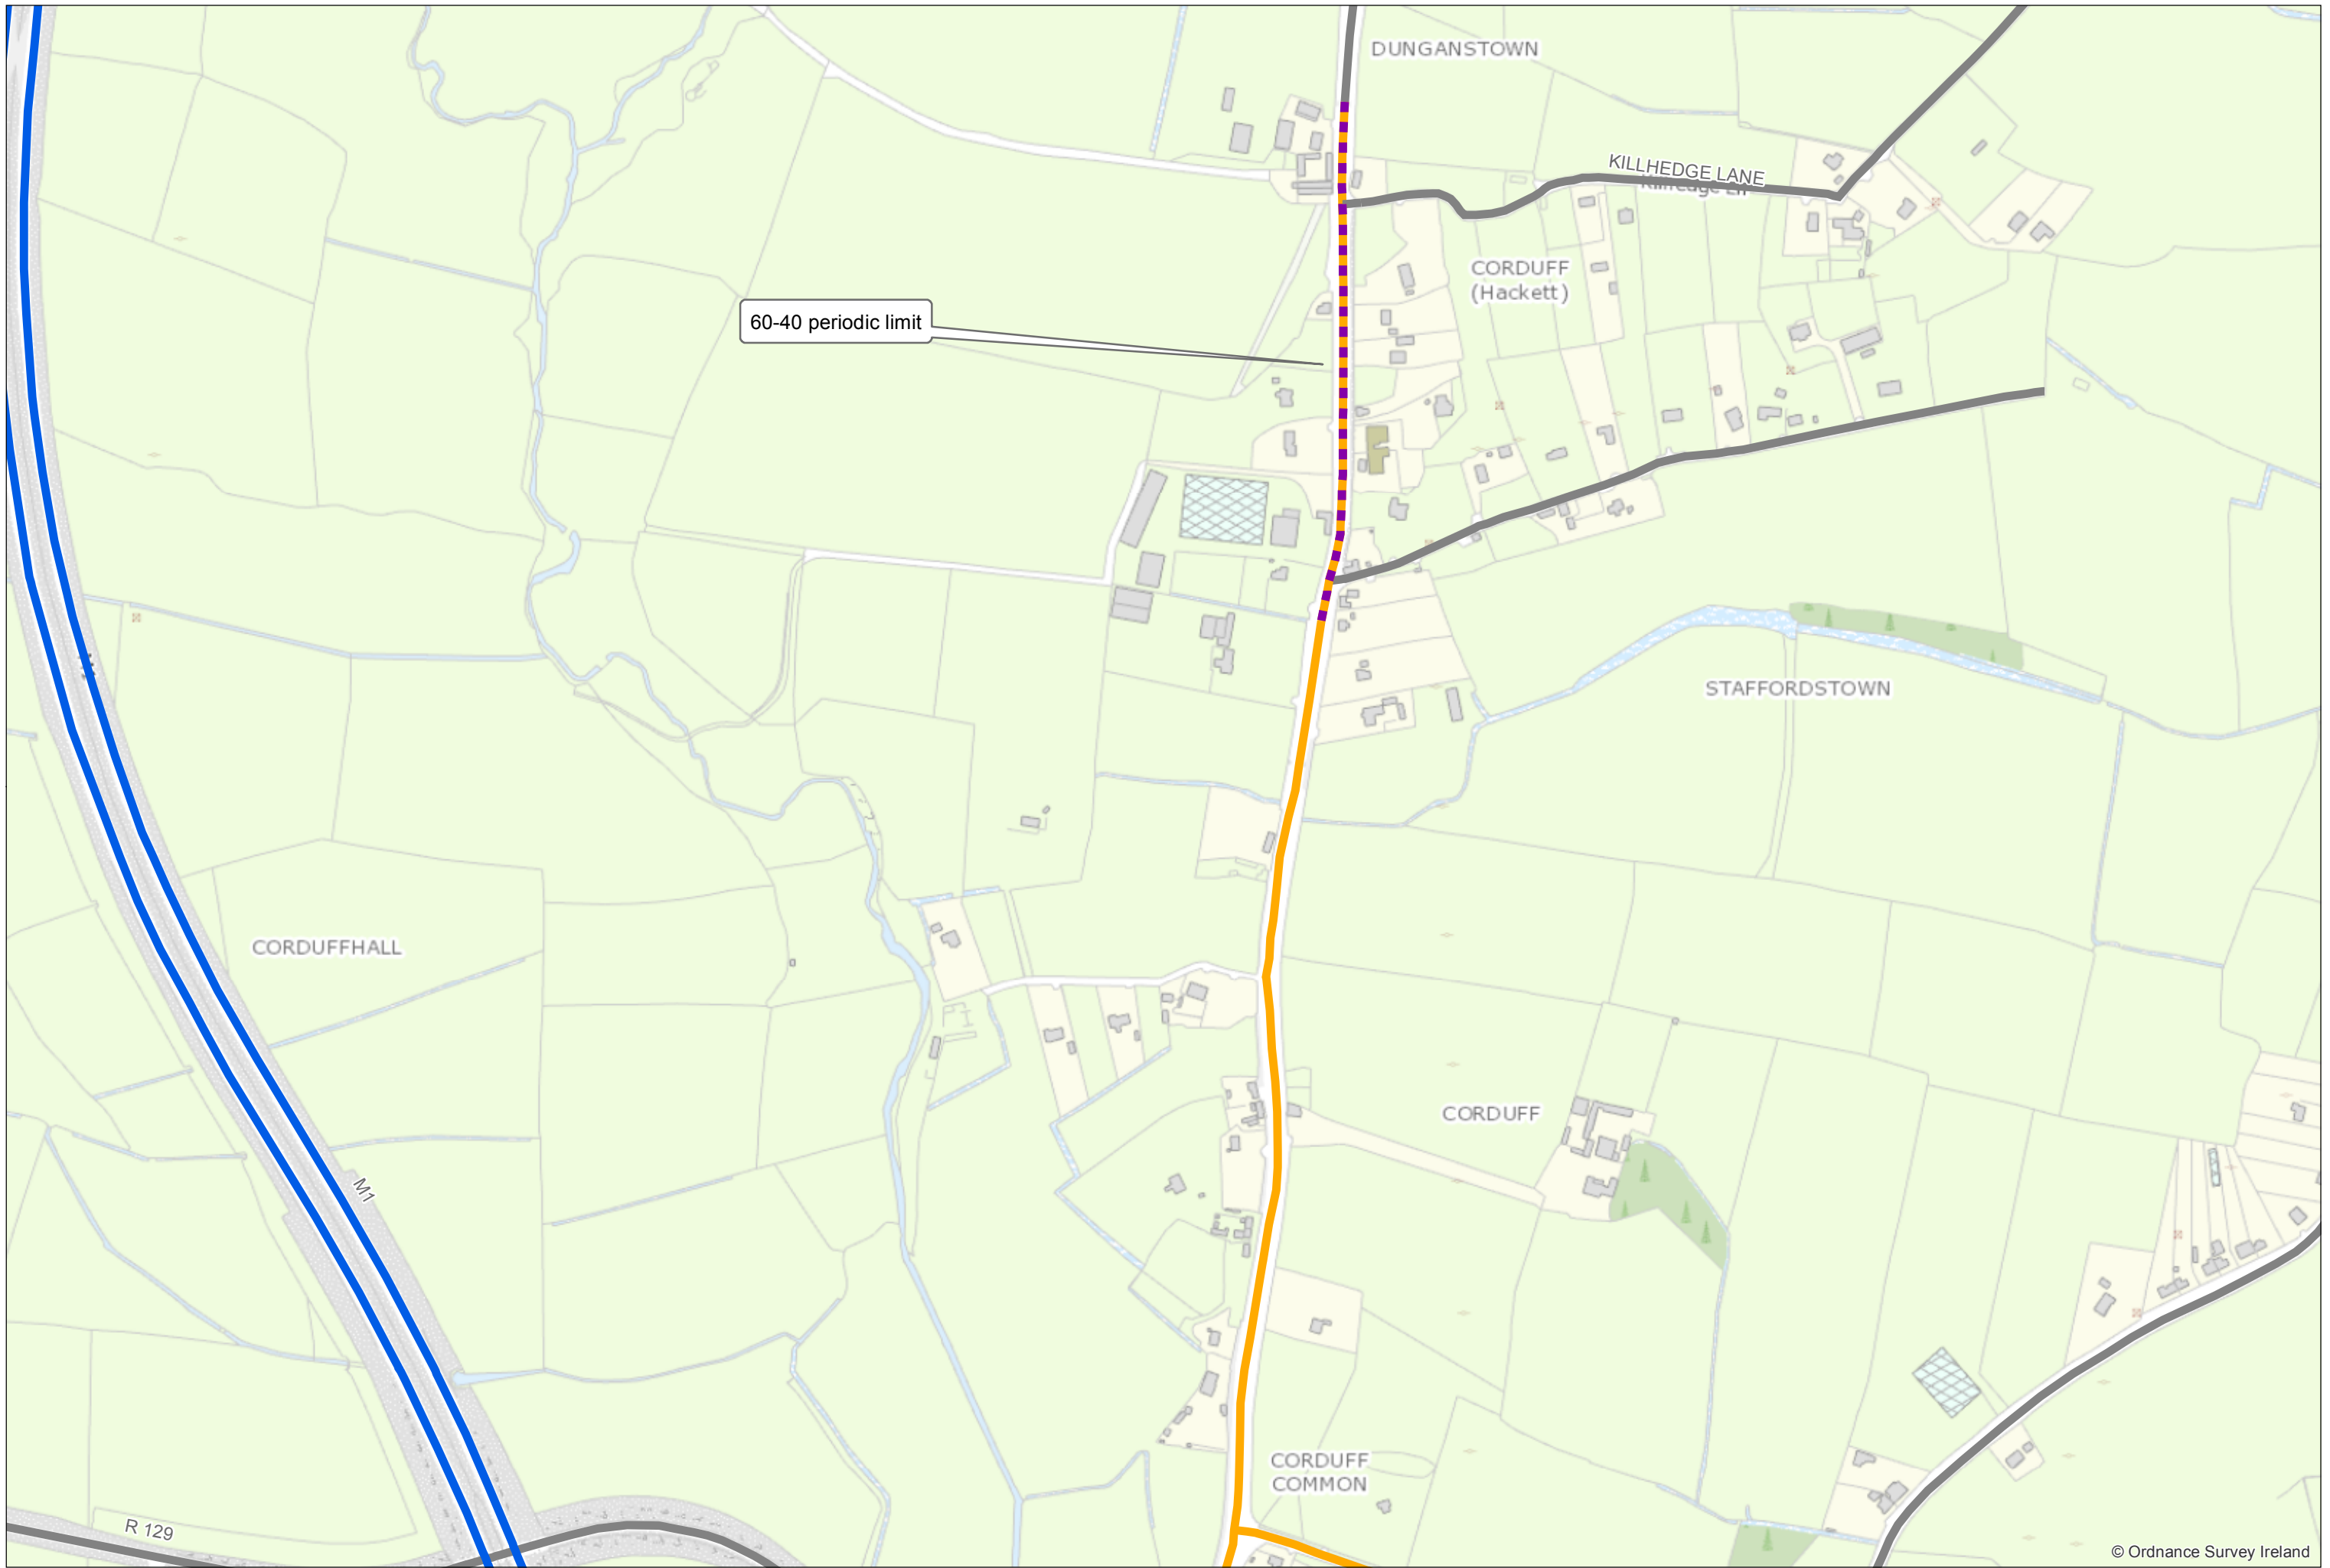 DUNGANSTOWN
KILLHEDGE LANE
CORDUFF
(Hackett)
60-40 periodic limit
STAFFORDSTOWN
CORDUFFHALL
CORDUFF
M1
CORDUFF
COMMON
R 129
© Ordnance Survey Ireland